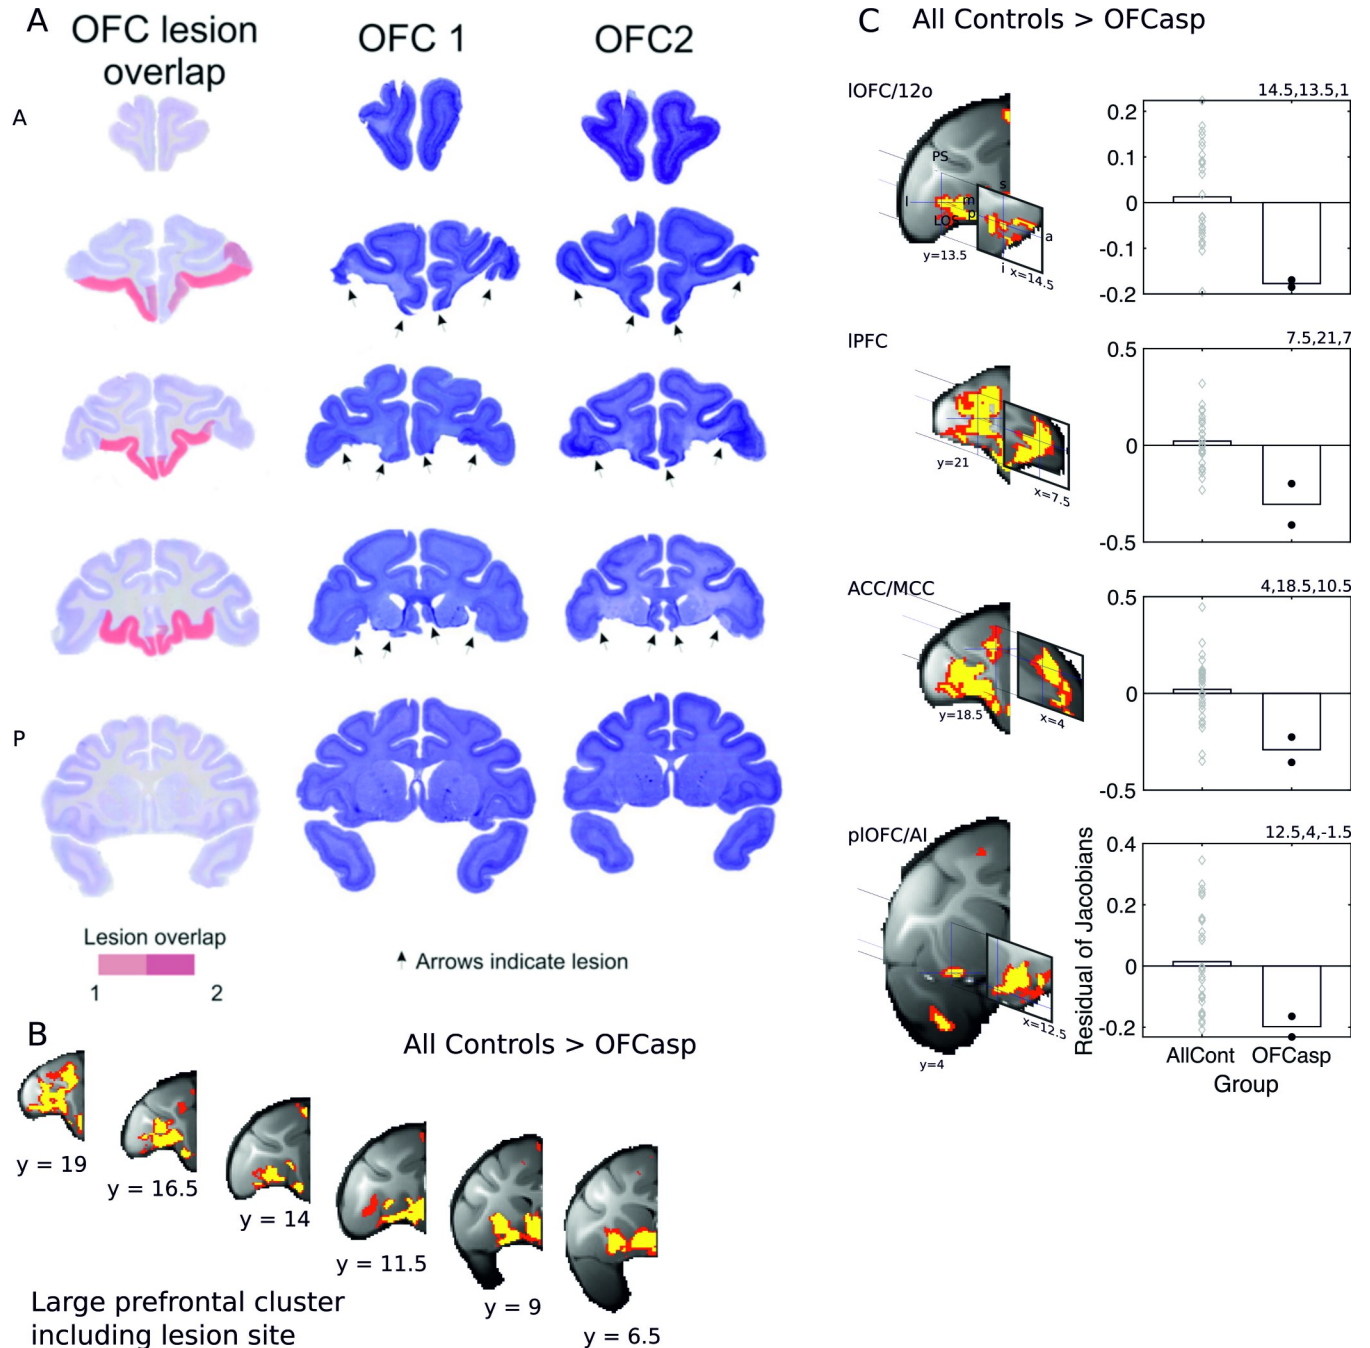 A
OFC lesion
overlap
OFC 1
OFC2
A
P
Lesion overlap
1
2
Arrows indicate lesion
B
All Controls > OFCasp
y = 19
y = 16.5
y = 14
y = 11.5
y = 9
y = 6.5
Large prefrontal cluster
including lesion site
C
All Controls > OFCasp
lOFC/12o
PS
s
l
m
p
LOS
a
i
y=13.5
x=14.5
14.5,13.5,1
0.2
0.1
0
-0.1
-0.2
lPFC
y=21
x=7.5
7.5,21,7
0.5
0
-0.5
ACC/MCC
y=18.5
x=4
4,18.5,10.5
0.5
0
-0.5
plOFC/AI
y=4
x=12.5
12.5,4,-1.5
Residual of Jacobians
0.4
0.2
0
-0.2
AllCont
OFCasp
Group